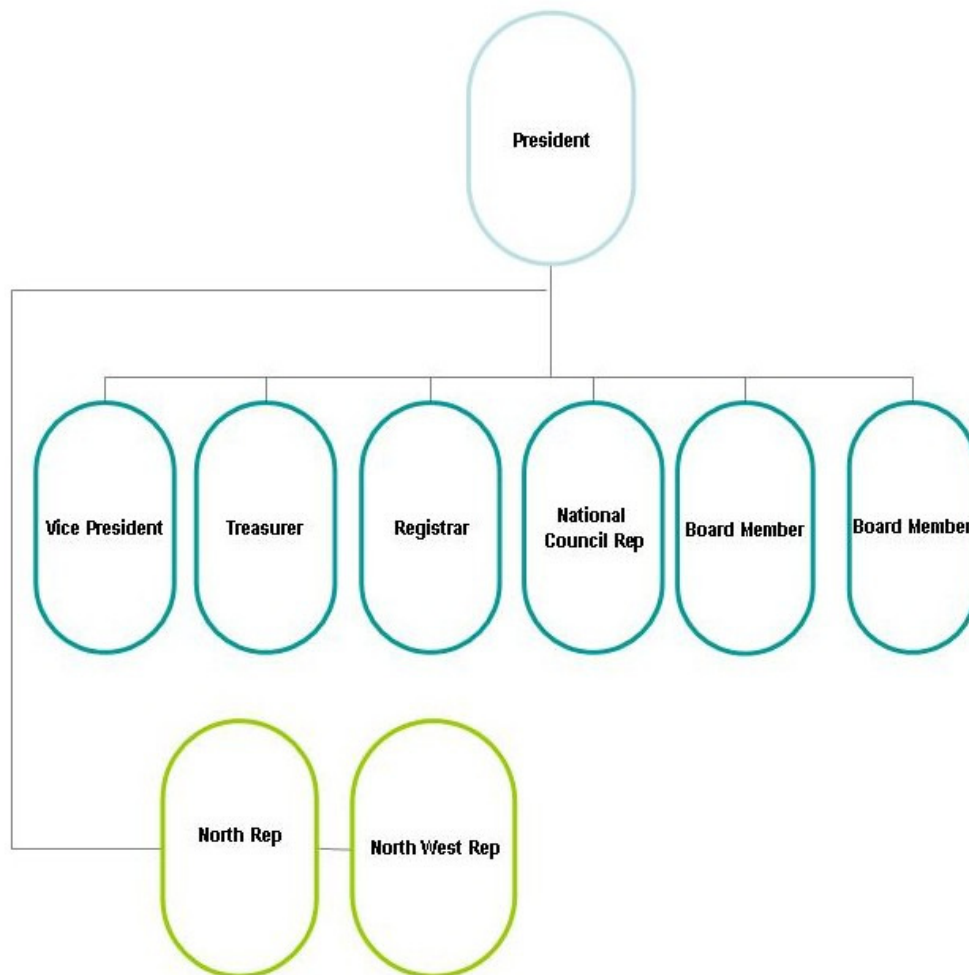 President
Vice President
Treasurer
Registrar
National
Council Rep
Board Member
Board Member
North Rep
North West Rep